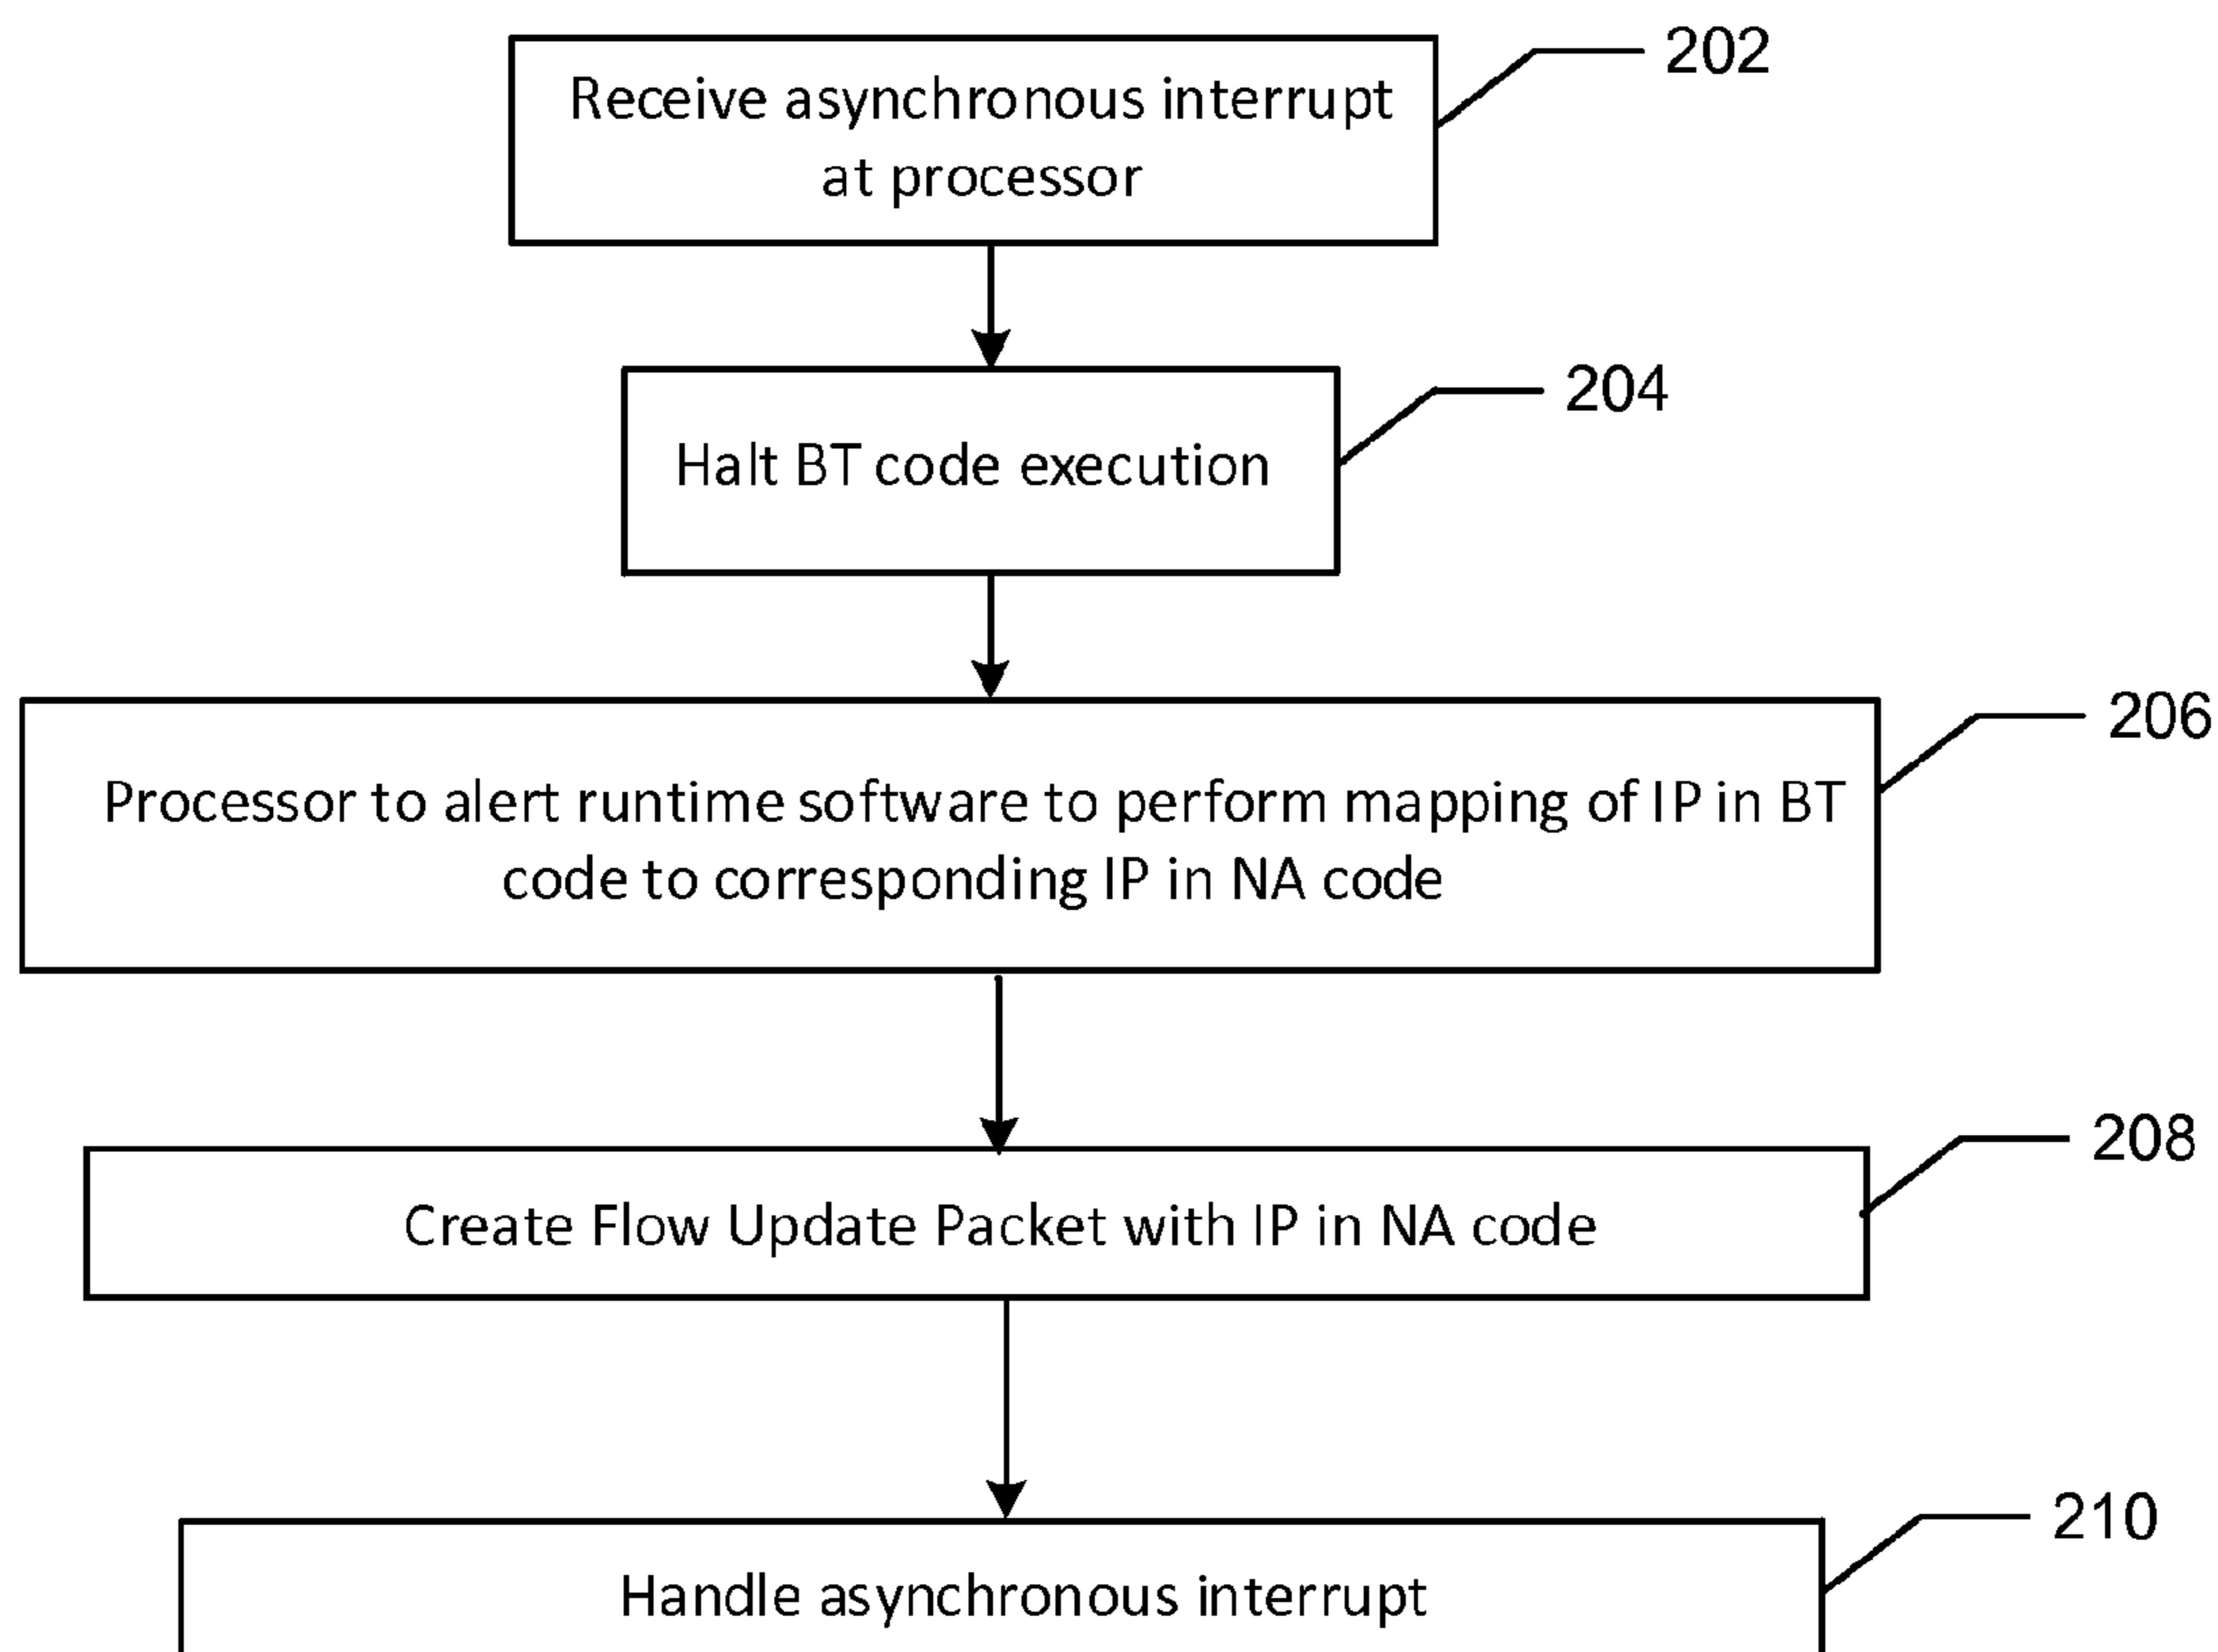 202
Receive asynchronous interrupt
at processor
204
Halt BT code execution
206
Processor to alert runtime software to perform mapping of IP in BT
code to corresponding IP in NA code
208
Create Flow Update Packet with IP in NA code
210
Handle asynchronous interrupt